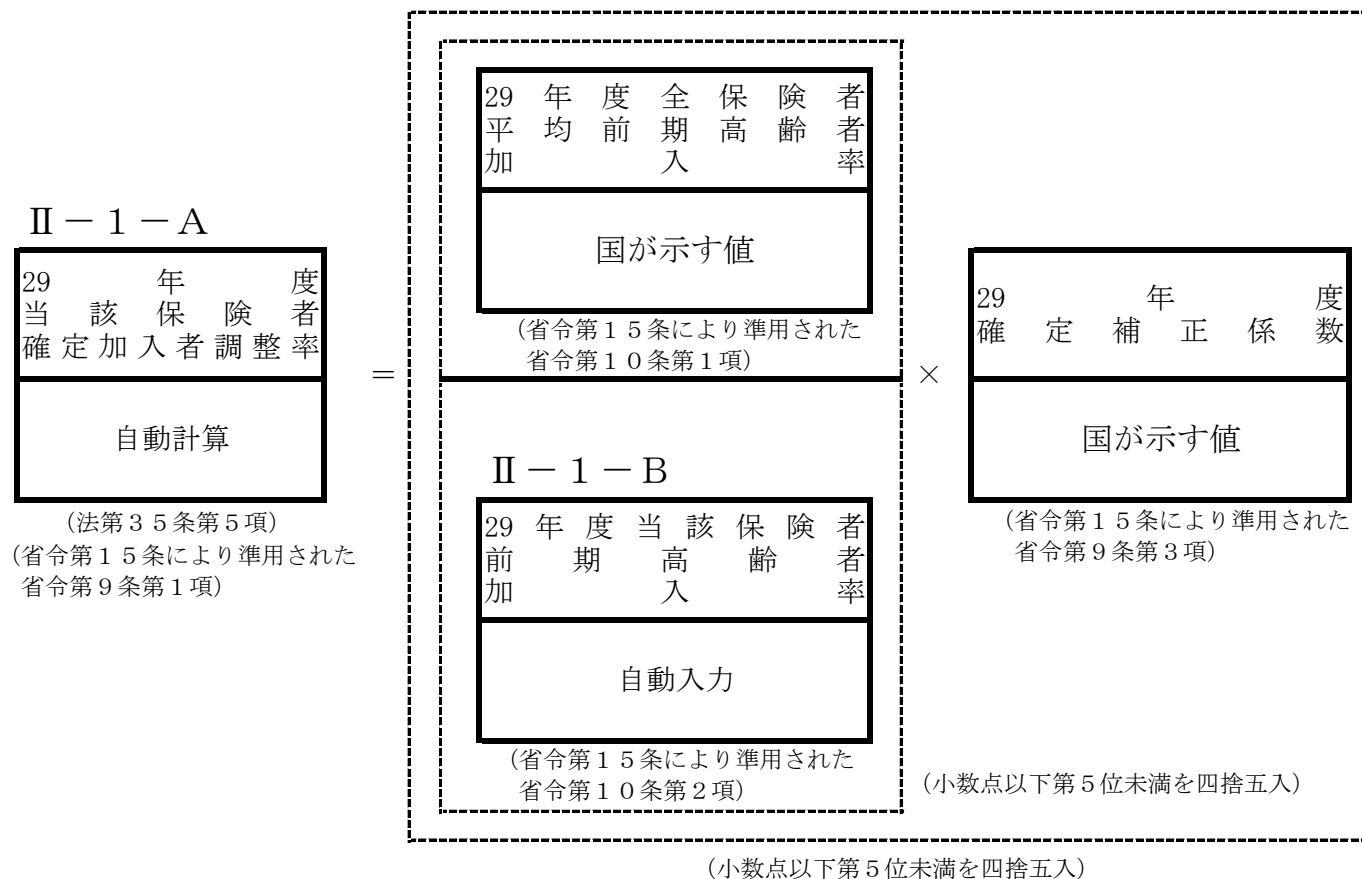 29年度全保険者
平均前期高齢者
加入率
国が示す値
(省令第15条により準用された
省令第10条第1項)
Ⅱ-1-A
29年度
当該保険者
確定加入者調整率
自動計算
(法第35条第5項)
(省令第15条により準用された
省令第9条第1項)
=
Ⅱ-1-B
29年度当該保険者
前期高齢者
加入率
自動入力
(省令第15条により準用された
省令第10条第2項)
(小数点以下第5位未満を四捨五入)
×
29年度
確定補正係数
国が示す値
(省令第15条により準用された
省令第9条第3項)
(小数点以下第5位未満を四捨五入)